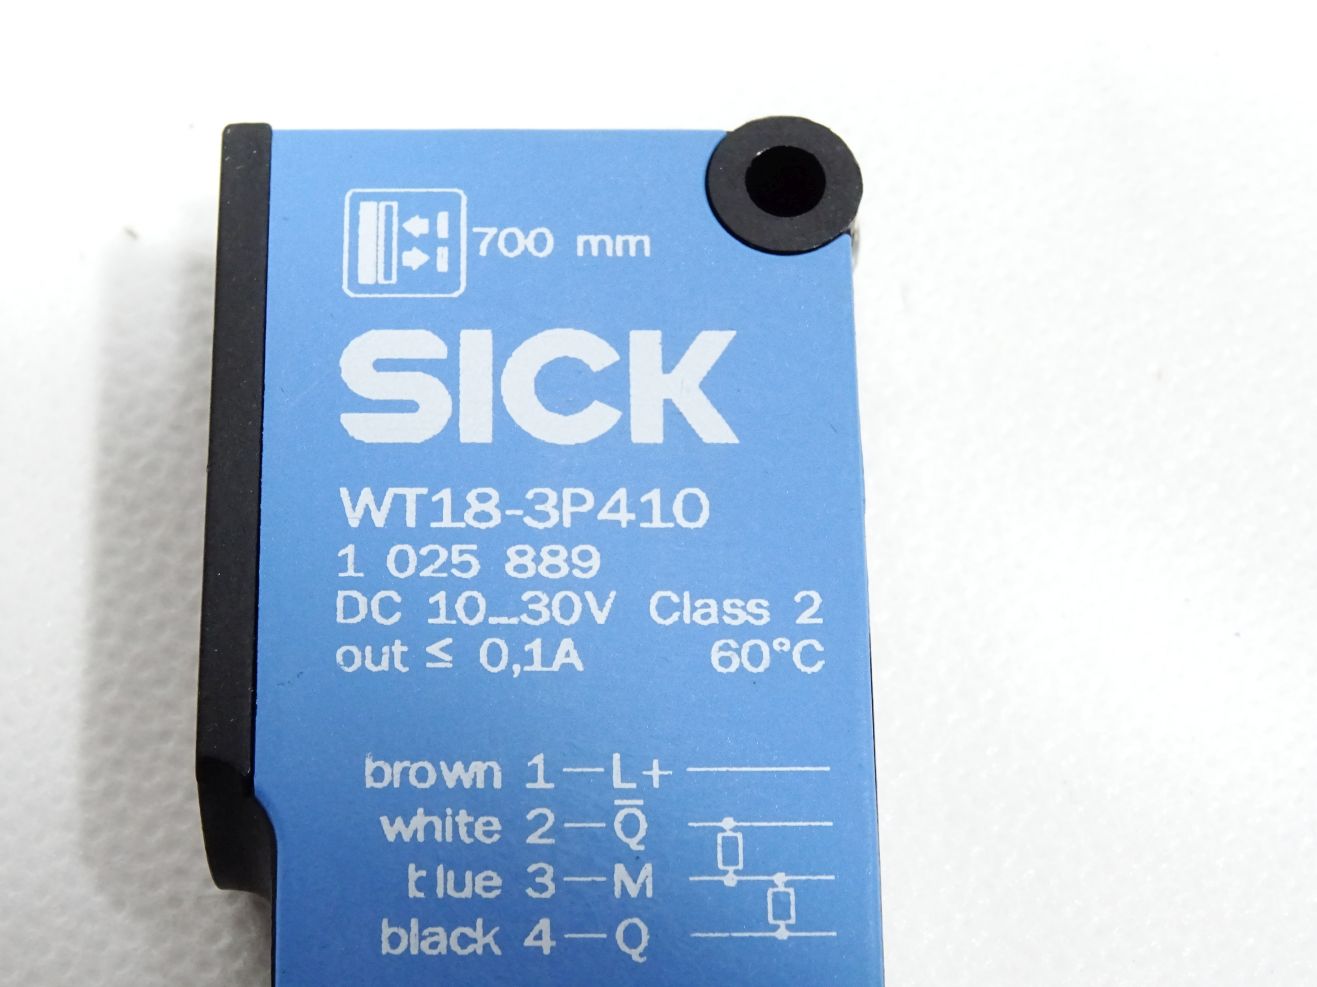 700 mm
SICK
WT18-3P410
1 025 889
DC 10...30V Class 2
out ≤ 0,1A 60°C
brown 1 — L+
white 2 — Q̅
blue 3 — M
black 4 — Q